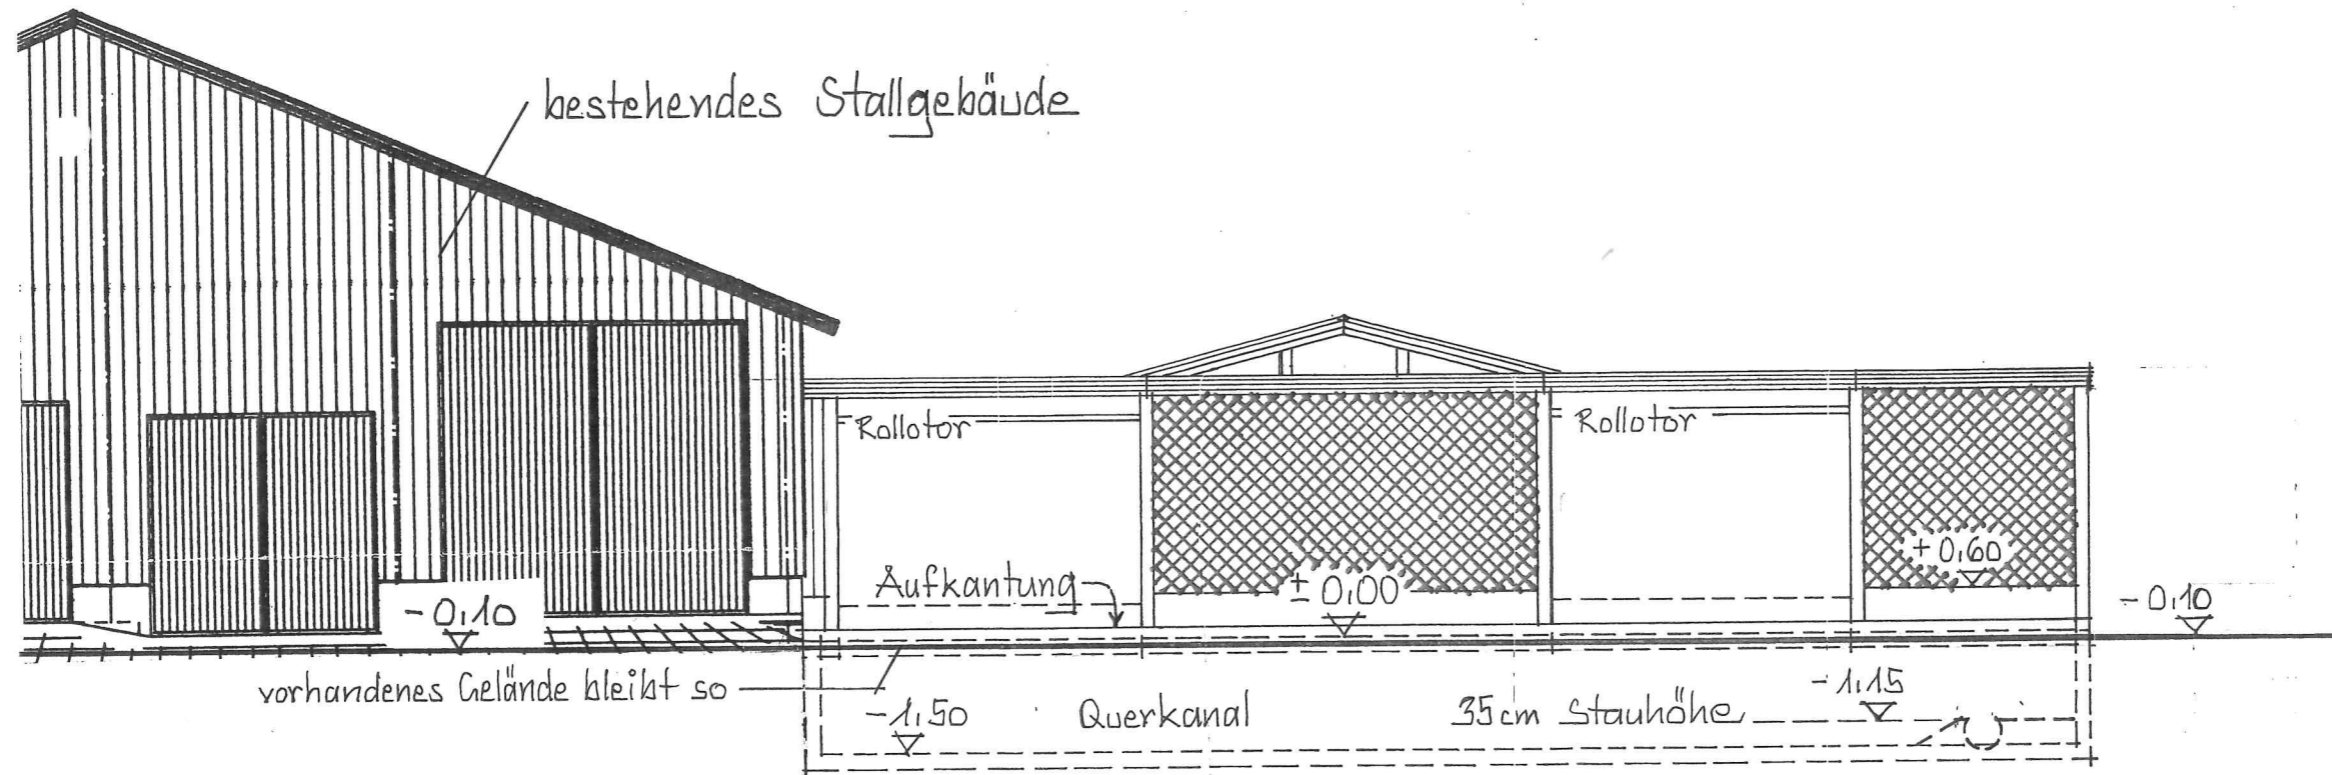 bestehendes Stallgebäude
Rollotor
Rollotor
Aufkantung
± 0,00
+ 0,60
- 0,10
- 0,10
vorhandenes Gelände bleibt so
- 1,50
Querkanal
35 cm Stauhöhe
- 1,15